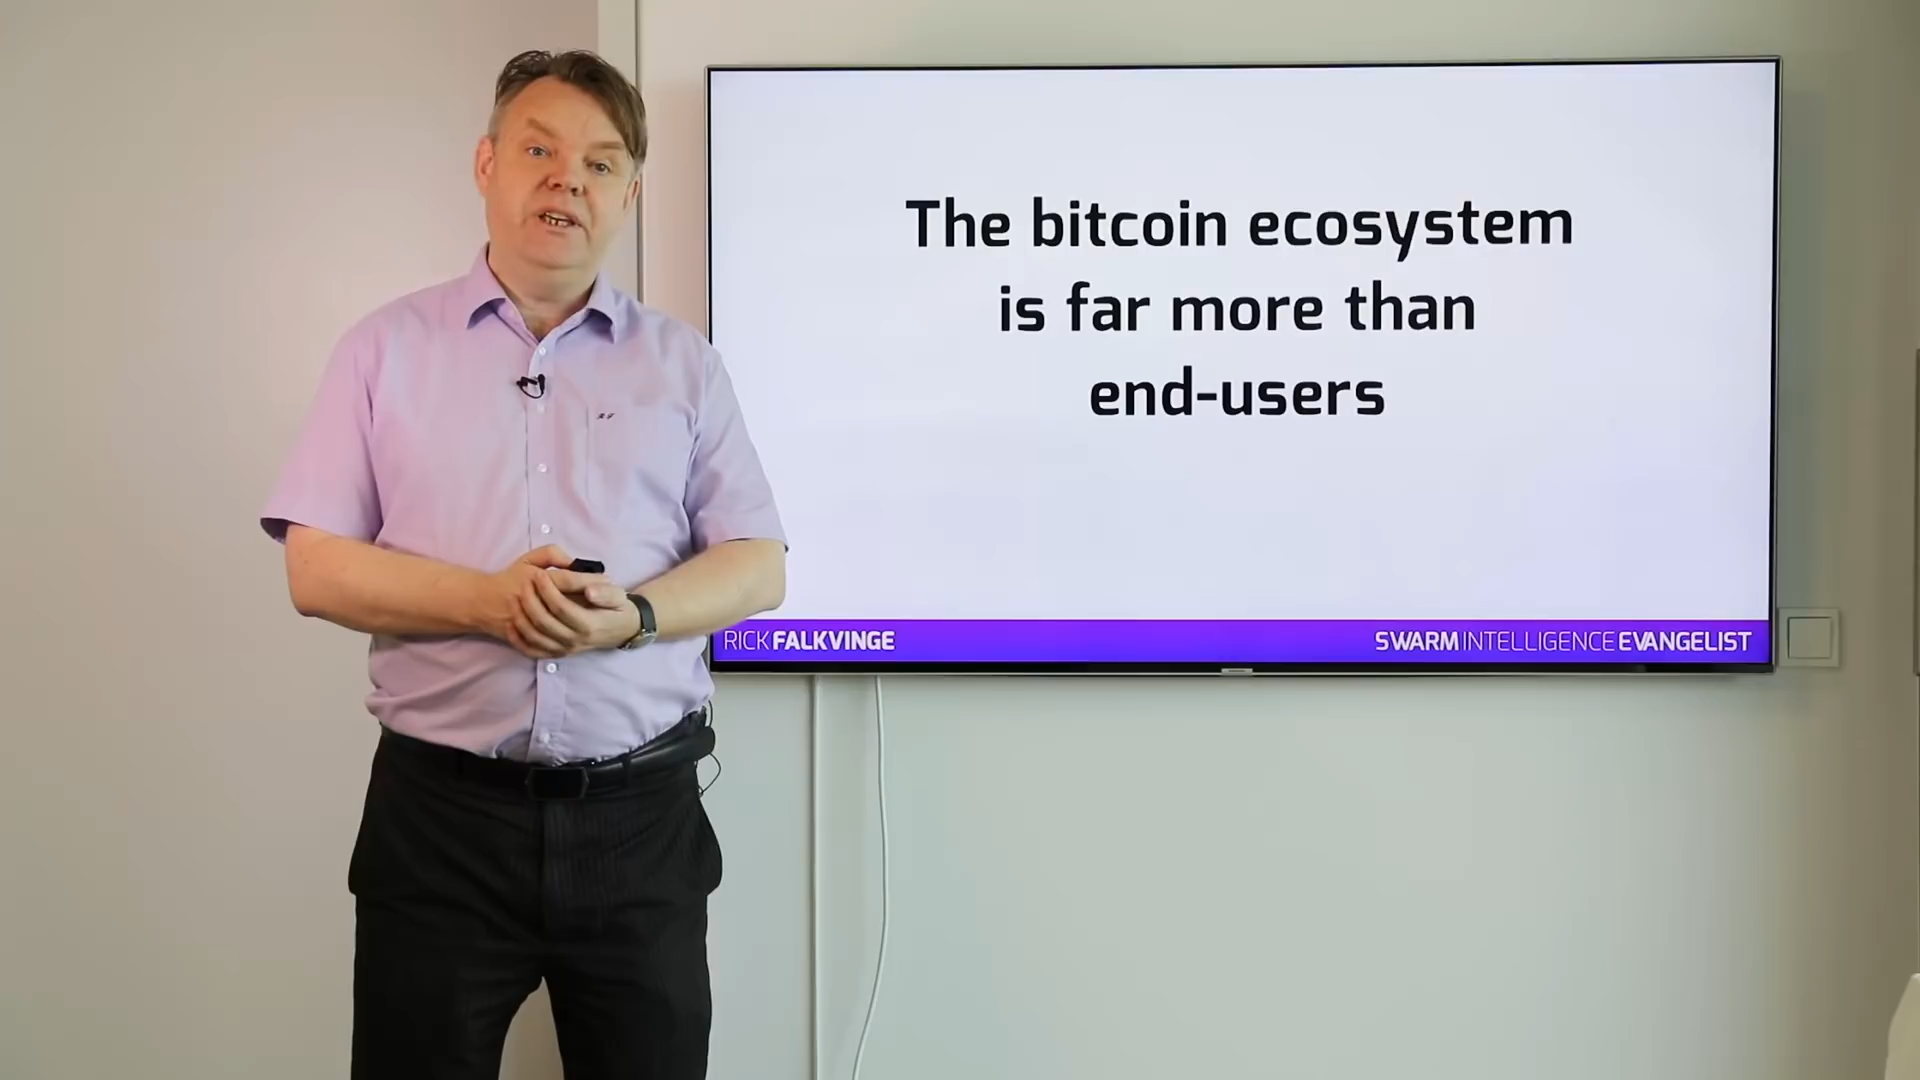 The bitcoin ecosystem
is far more than
end-users
RICKFALKVINGE
SWARMINTELLIGENCEEVANGELIST